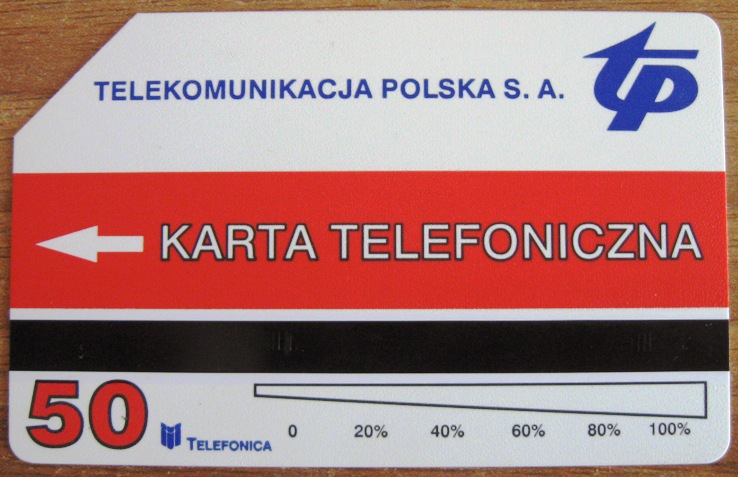 TELEKOMUNIKACJA POLSKA S. A.
tp
KARTA TELEFONICZNA
50
TELEFONICA
0 20% 40% 60% 80% 100%